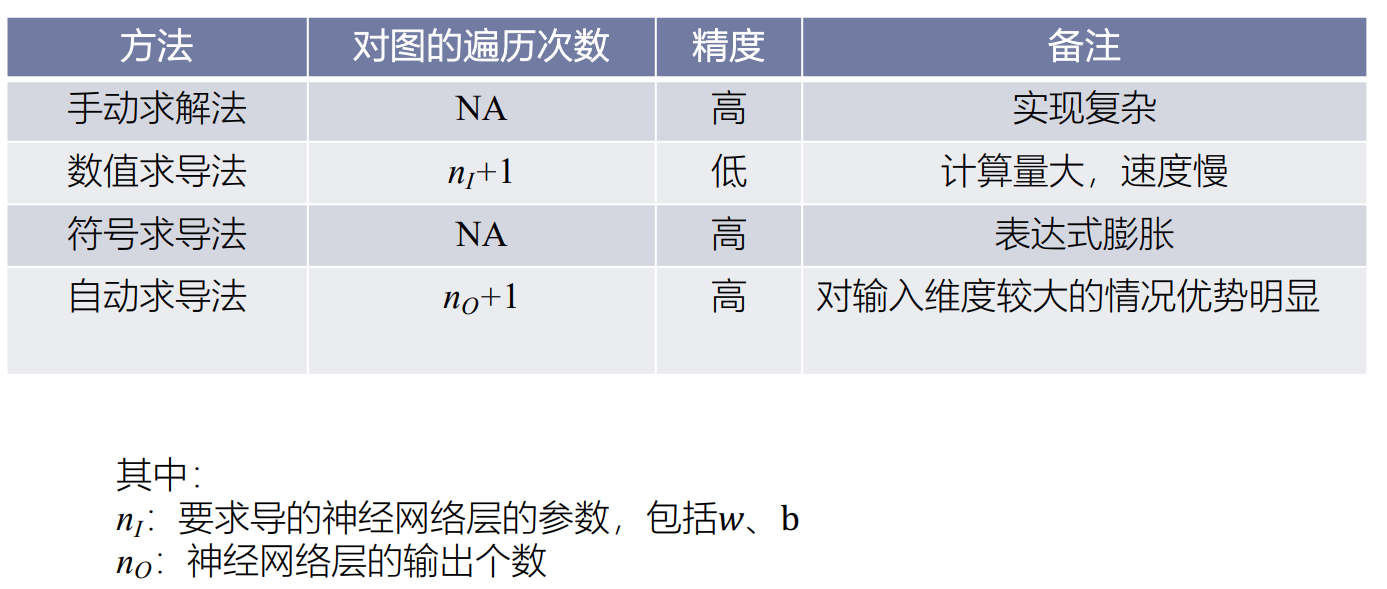 方法 对图的遍历次数 精度 备注
手动求解法 NA 高 实现复杂
数值求导法 nI+1 低 计算量大，速度慢
符号求导法 NA 高 表达式膨胀
自动求导法 nO+1 高 对输入维度较大的情况优势明显
其中：
nI：要求导的神经网络层的参数，包括w、b
nO：神经网络层的输出个数